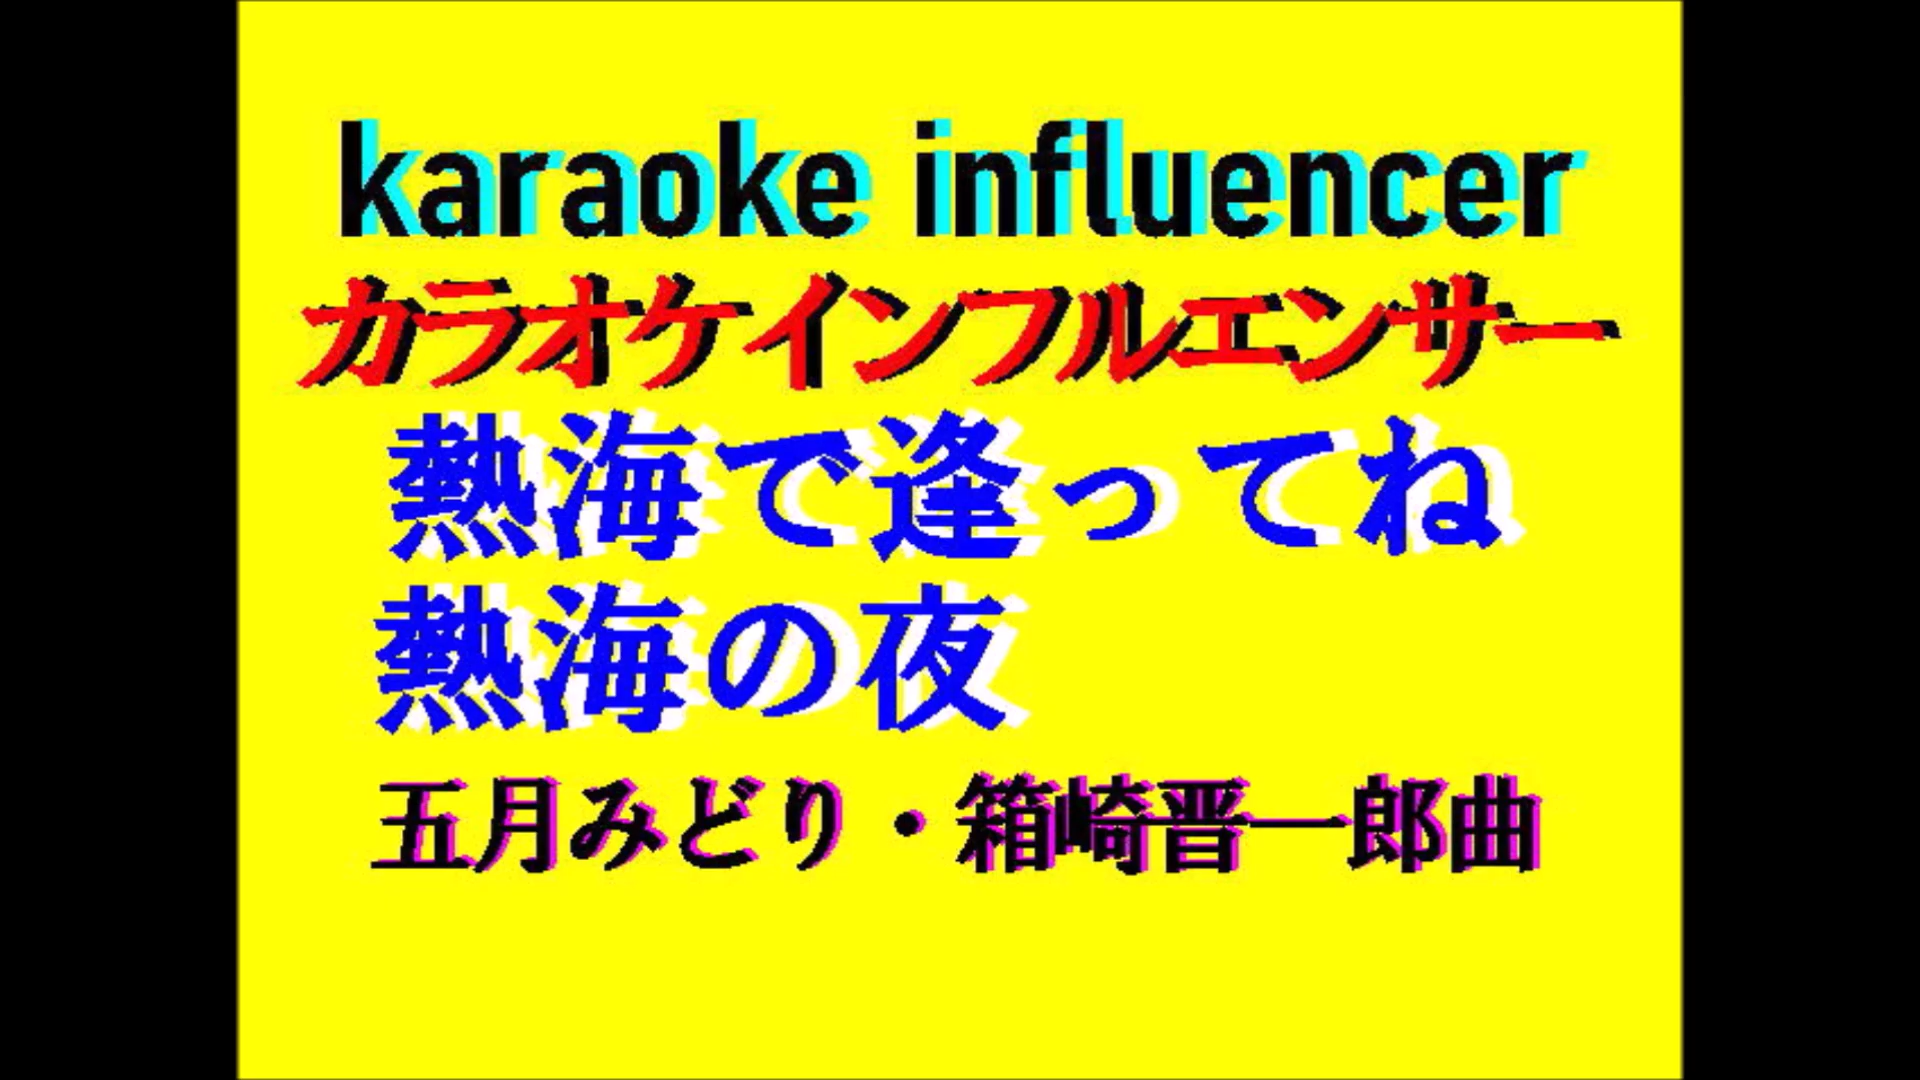 karaoke influencer
カラオケインフルエンサー
熱海で逢ってね
熱海の夜
五月みどり・箱崎晋一郎曲